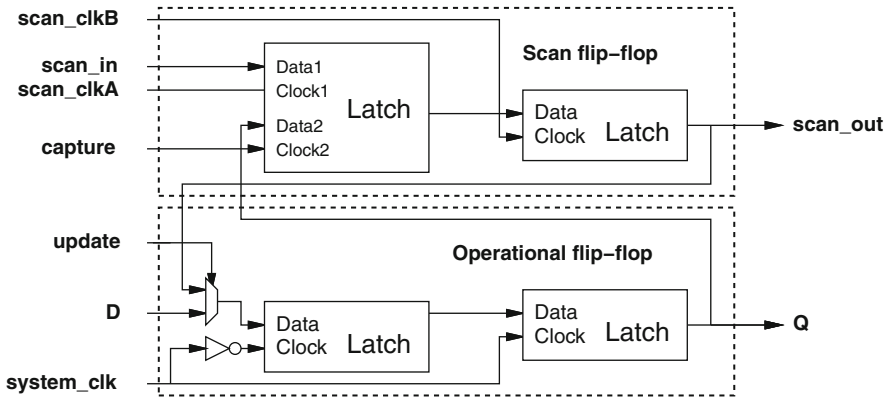 scan_clkB
Scan flip–flop
scan_in
scan_clkA
Data1
Clock1
Latch
Data2
Clock2
Data
Clock
Latch
scan_out
capture
update
Operational flip–flop
D
Data
Clock
Latch
Data
Clock
Latch
Q
system_clk